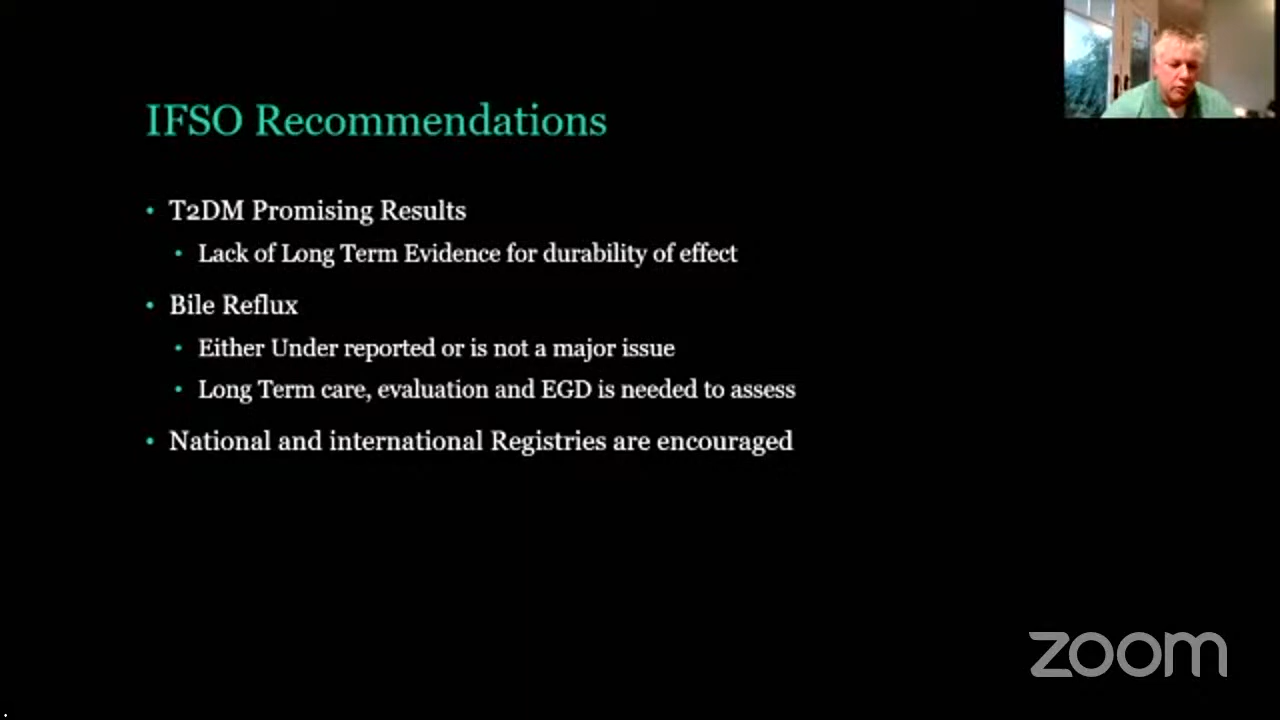 IFSO Recommendations
• T2DM Promising Results
• Lack of Long Term Evidence for durability of effect
• Bile Reflux
• Either Under reported or is not a major issue
• Long Term care, evaluation and EGD is needed to assess
• National and international Registries are encouraged
zoom